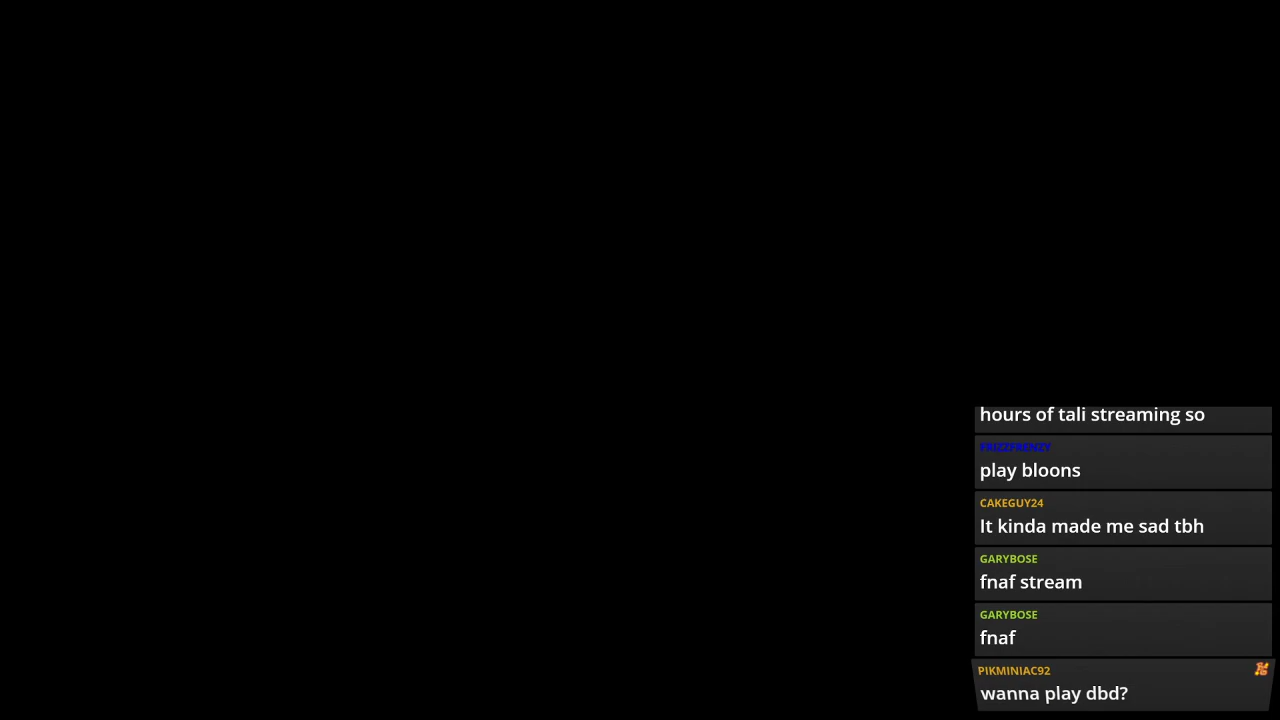 hours of tali streaming so
FRIZZFRENZY
play bloons
CAKEGUY24
It kinda made me sad tbh
GARYBOSE
fnaf stream
GARYBOSE
fnaf
PIKMINIAC92
wanna play dbd?